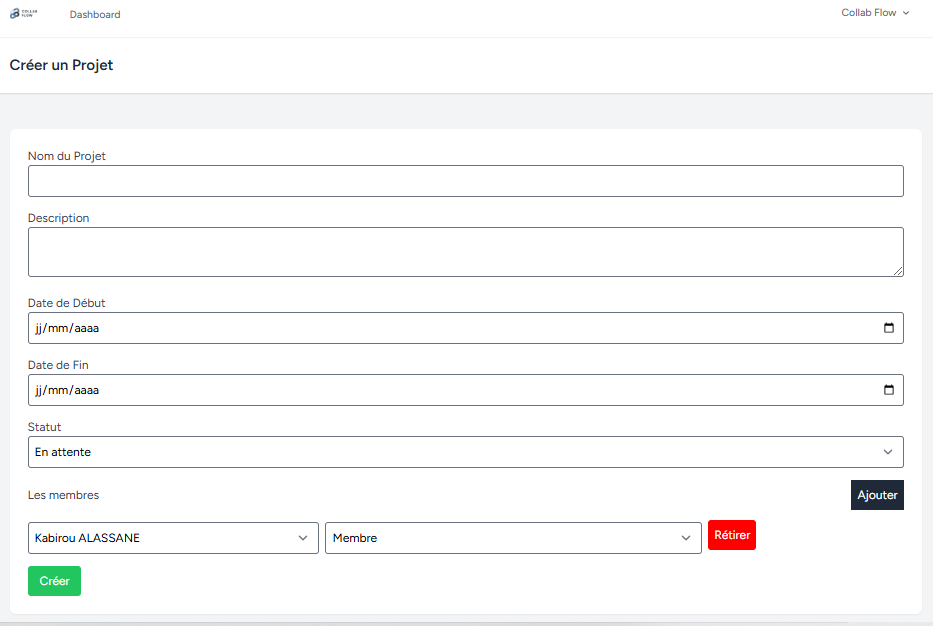 COLLAB
FLOW
Dashboard
Collab Flow
Créer un Projet
Nom du Projet
Description
Date de Début
jj/mm/aaaa
Date de Fin
jj/mm/aaaa
Statut
En attente
Les membres
Ajouter
Kabirou ALASSANE
Membre
Rétirer
Créer